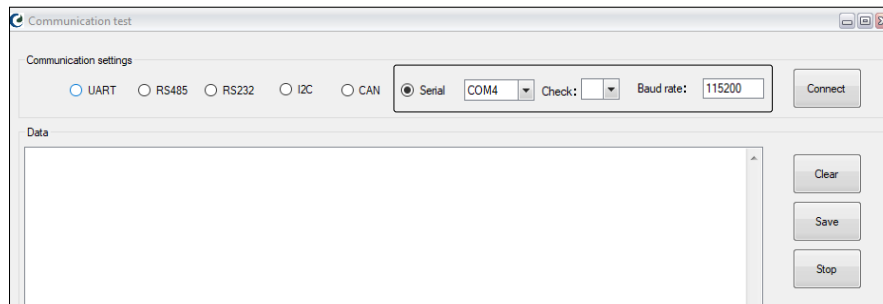 Communication test
Communication settings
UART RS485 RS232 I2C CAN Serial COM4 Check: Baud rate: 115200 Connect
Data
Clear
Save
Stop